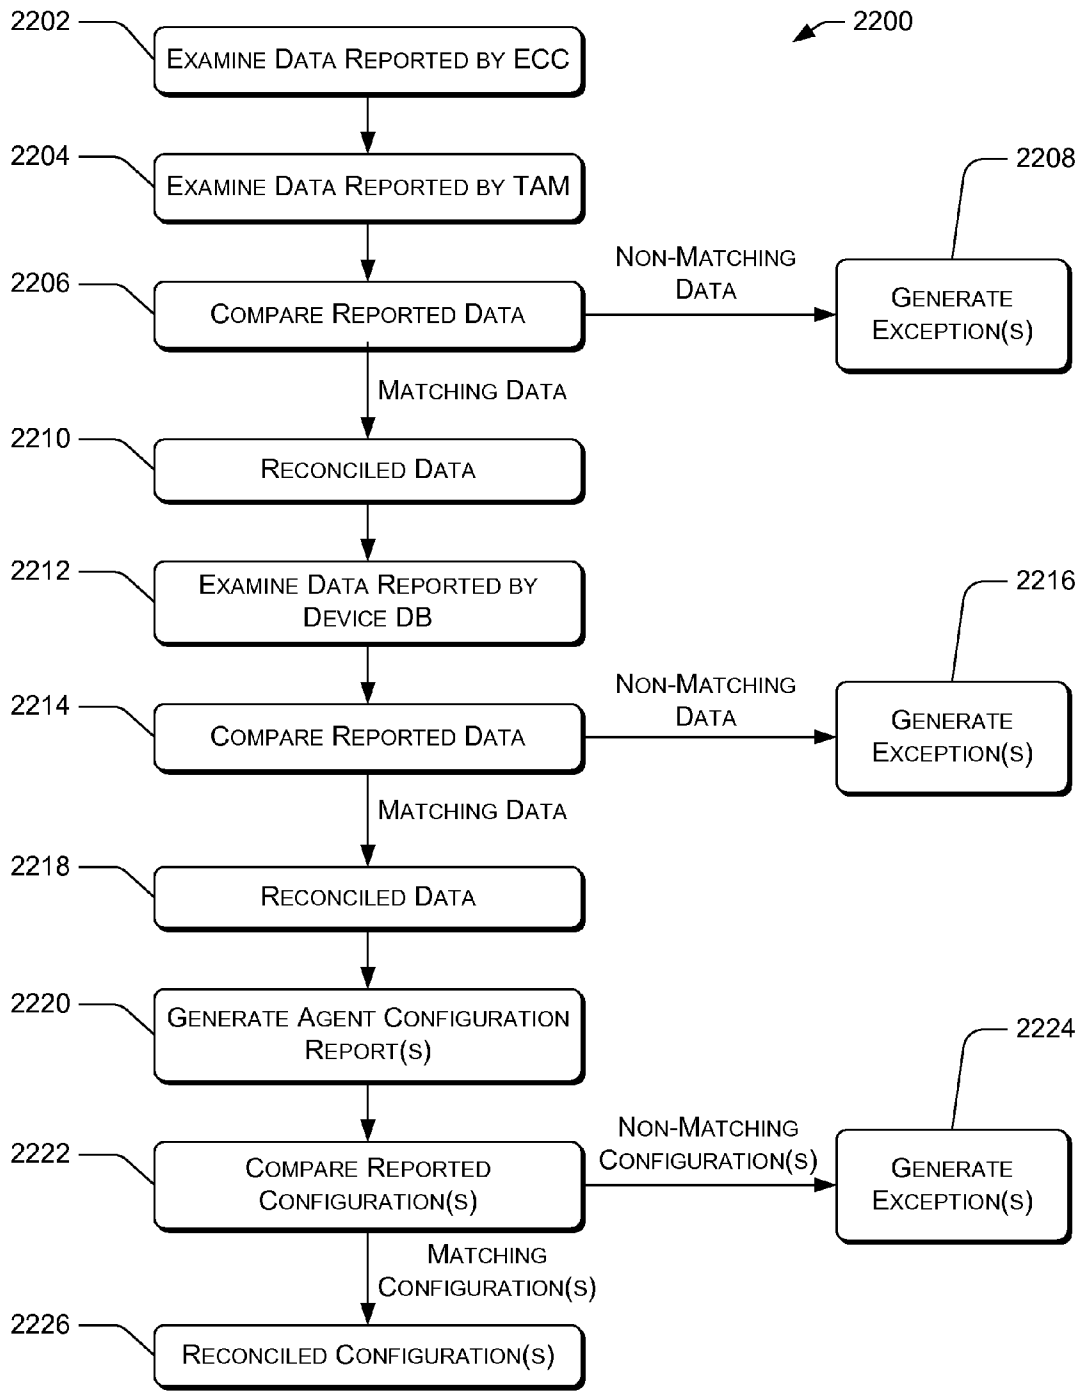 2202
2200
EXAMINE DATA REPORTED BY ECC
2204
EXAMINE DATA REPORTED BY TAM
2208
2206
COMPARE REPORTED DATA
NON-MATCHING
DATA
GENERATE
EXCEPTION(S)
MATCHING DATA
2210
RECONCILED DATA
2212
EXAMINE DATA REPORTED BY
DEVICE DB
2216
2214
COMPARE REPORTED DATA
NON-MATCHING
DATA
GENERATE
EXCEPTION(S)
MATCHING DATA
2218
RECONCILED DATA
2220
GENERATE AGENT CONFIGURATION
REPORT(S)
2224
2222
COMPARE REPORTED
CONFIGURATION(S)
NON-MATCHING
CONFIGURATION(S)
GENERATE
EXCEPTION(S)
MATCHING
CONFIGURATION(S)
2226
RECONCILED CONFIGURATION(S)